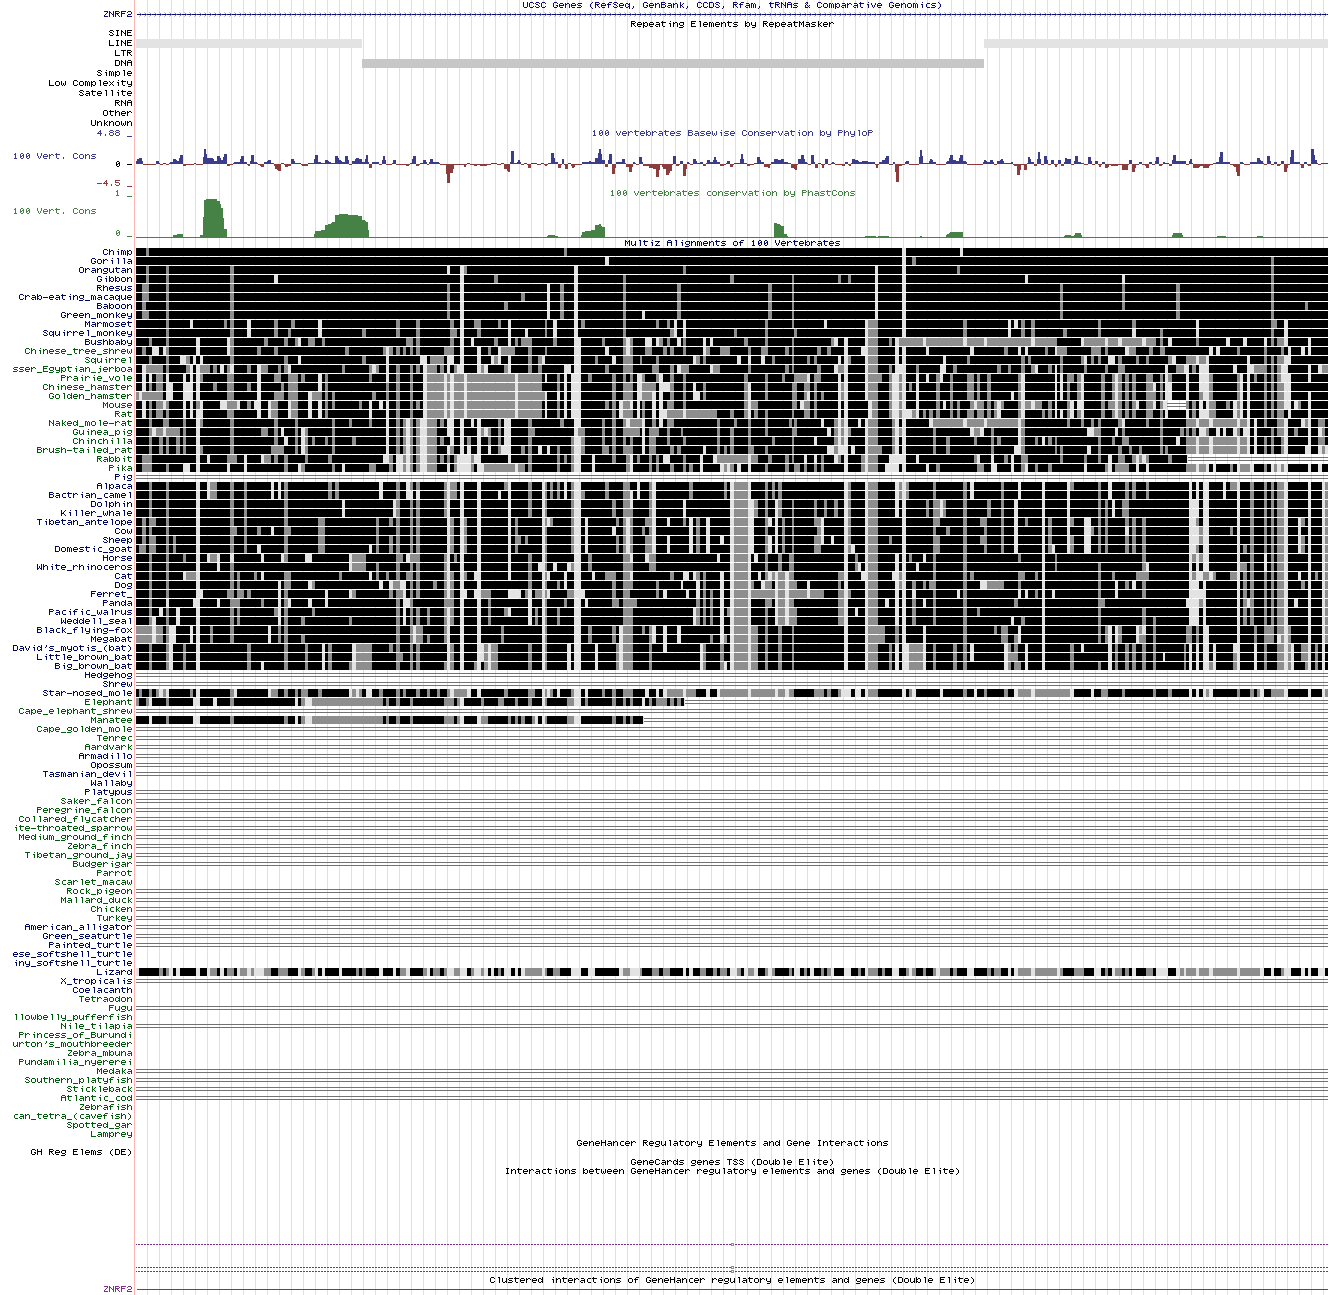 UCSC Genes (RefSeq, GenBank, CCDS, Rfam, tRNAs & Comparative Genomics)
ZNRF2
Repeating Elements by RepeatMasker
SINE
LINE
LTR
DNA
Simple
Low Complexity
Satellite
RNA
Other
Unknown
100 vertebrates Basewise Conservation by PhyloP
4.88 _
100 Vert. Cons
0 _
-4.5 _
100 vertebrates conservation by PhastCons
1 _
100 Vert. Cons
0 _
Multiz Alignments of 100 Vertebrates
Chimp
Gorilla
Orangutan
Gibbon
Rhesus
Crab-eating_macaque
Baboon
Green_monkey
Marmoset
Squirrel_monkey
Bushbaby
Chinese_tree_shrew
Squirrel
sser_Egyptian_jerboa
Prairie_vole
Chinese_hamster
Golden_hamster
Mouse
Rat
Naked_mole-rat
Guinea_pig
Chinchilla
Brush-tailed_rat
Rabbit
Pika
Pig
Alpaca
Bactrian_camel
Dolphin
Killer_whale
Tibetan_antelope
Cow
Sheep
Domestic_goat
Horse
White_rhinoceros
Cat
Dog
Ferret_
Panda
Pacific_walrus
Weddell_seal
Black_flying-fox
Megabat
David's_myotis_(bat)
Little_brown_bat
Big_brown_bat
Hedgehog
Shrew
Star-nosed_mole
Elephant
Cape_elephant_shrew
Manatee
Cape_golden_mole
Tenrec
Aardvark
Armadillo
Opossum
Tasmanian_devil
Wallaby
Platypus
Saker_falcon
Peregrine_falcon
Collared_flycatcher
ite-throated_sparrow
Medium_ground_finch
Zebra_finch
Tibetan_ground_jay
Budgerigar
Parrot
Scarlet_macaw
Rock_pigeon
Mallard_duck
Chicken
Turkey
American_alligator
Green_seaturtle
Painted_turtle
ese_softshell_turtle
iny_softshell_turtle
Lizard
X_tropicalis
Coelacanth
Tetraodon
Fugu
llowbelly_pufferfish
Nile_tilapia
Princess_of_Burundi
urton's_mouthbreeder
Zebra_mbuna
Pundamilia_nyererei
Medaka
Southern_platyfish
Stickleback
Atlantic_cod
Zebrafish
can_tetra_(cavefish)
Spotted_gar
Lamprey
GeneHancer Regulatory Elements and Gene Interactions
GH Reg Elems (DE)
GeneCards genes TSS (Double Elite)
Interactions between GeneHancer regulatory elements and genes (Double Elite)
Clustered interactions of GeneHancer regulatory elements and genes (Double Elite)
ZNRF2